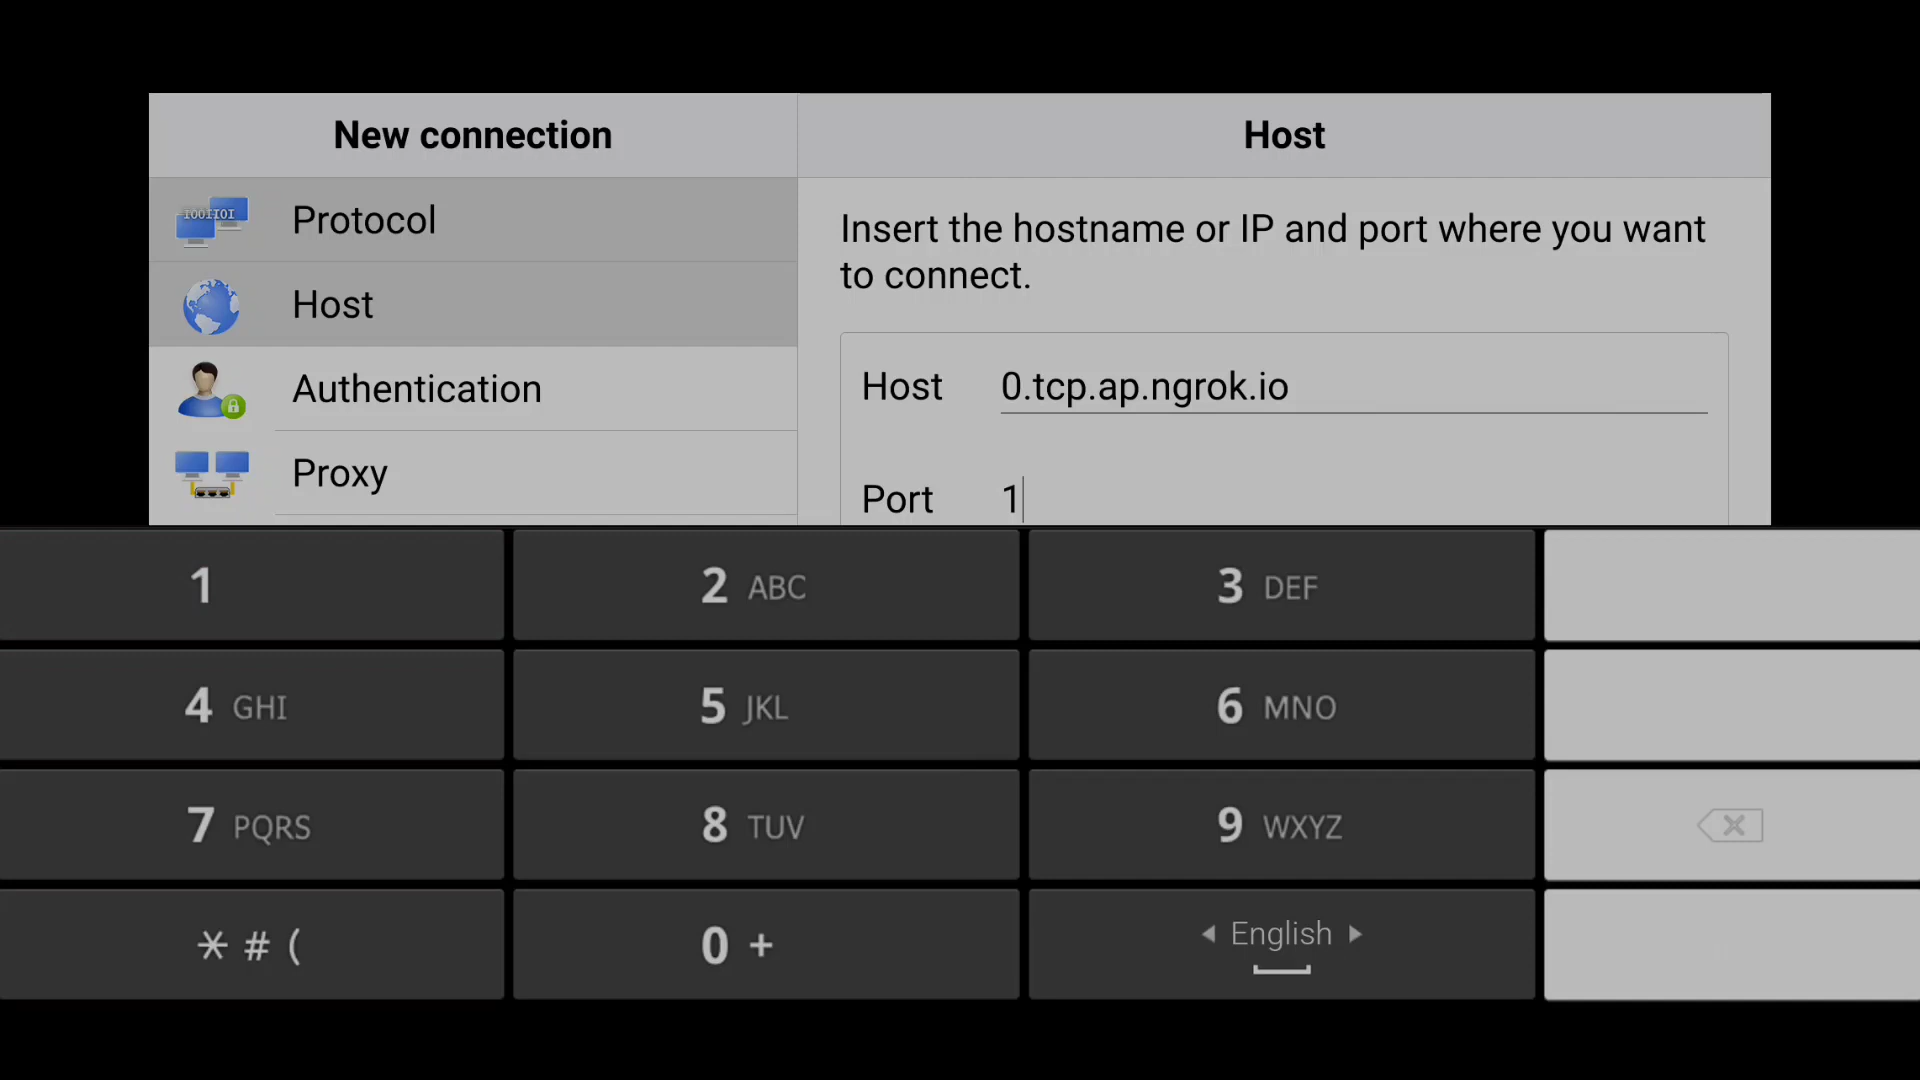 New connection
Host
IOOIIOI
Protocol
Host
Authentication
Proxy
Insert the hostname or IP and port where you want
to connect.
Host 0.tcp.ap.ngrok.io
Port 1
1
2 ABC
3 DEF
4 GHI
5 JKL
6 MNO
7 PQRS
8 TUV
9 WXYZ
* # (
0 +
English